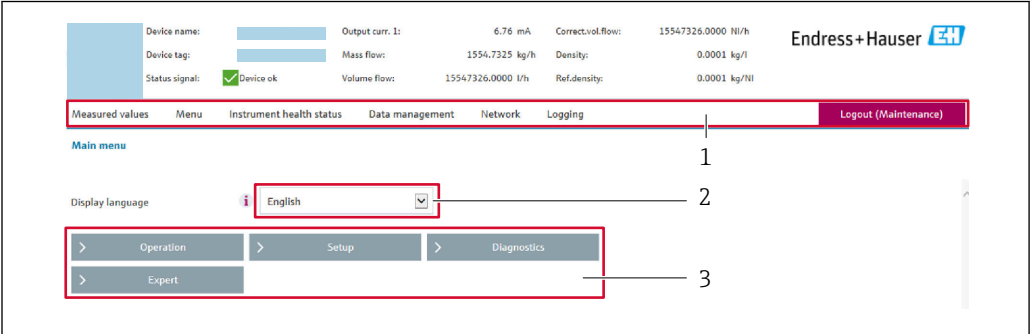 Device name: Output curr. 1: 6.76 mA Correct.vol.flow: 15547326.0000 Nl/h
Endress+Hauser EH
Device tag: Mass flow: 1554.7325 kg/h Density: 0.0001 kg/l
Status signal: Device ok Volume flow: 15547326.0000 l/h Ref.density: 0.0001 kg/Nl
Measured values Menu Instrument health status Data management Network Logging Logout (Maintenance)
1
Main menu
Display language i English 2
> Operation > Setup > Diagnostics
> Expert 3